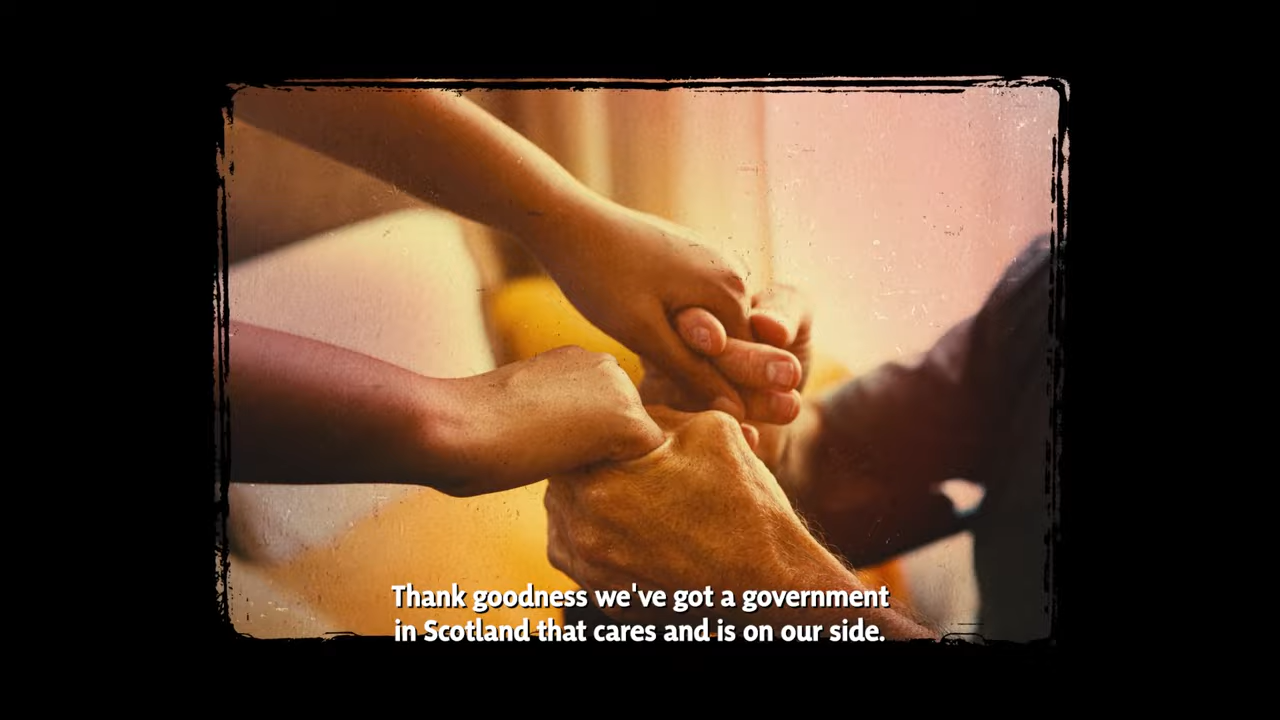 Thank goodness we've got a government
in Scotland that cares and is on our side.